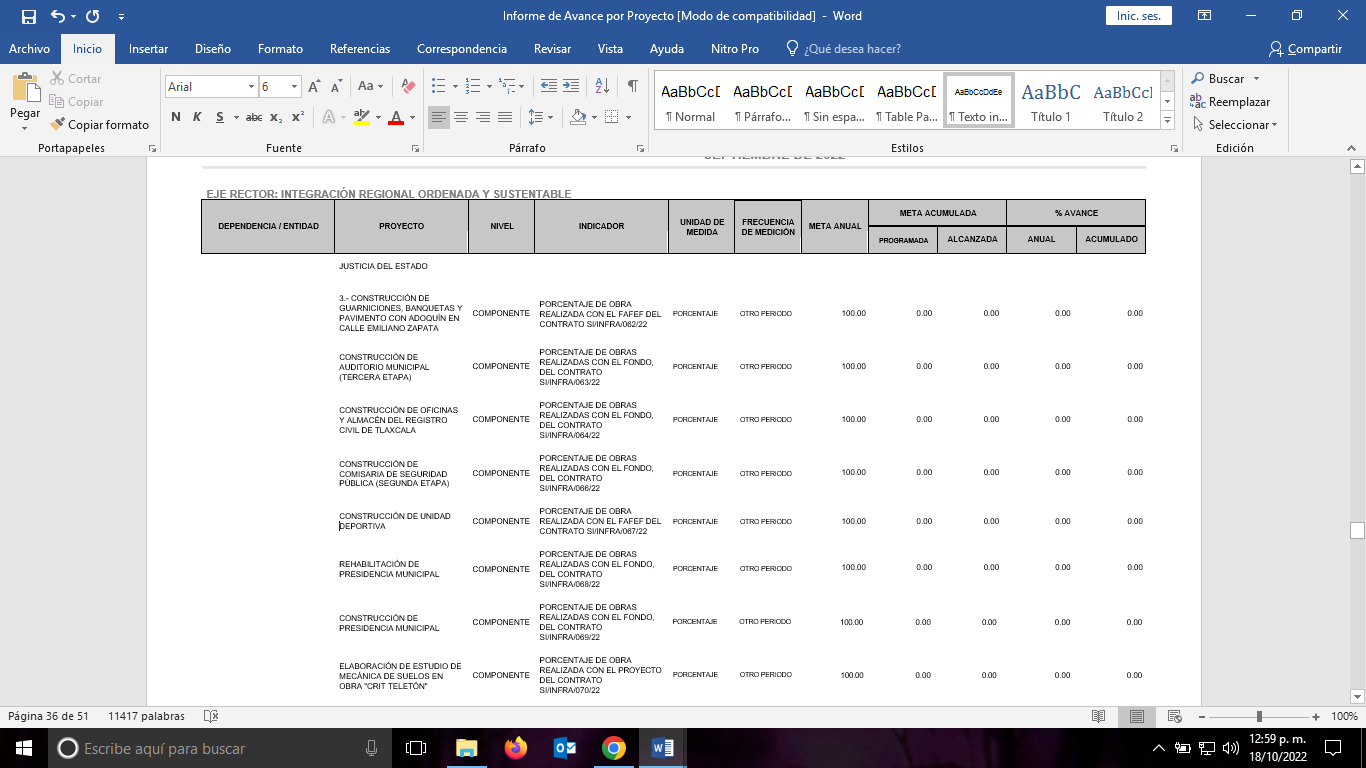 Informe de Avance por Proyecto [Modo de compatibilidad] - Word
Inic. ses.
Archivo Inicio Insertar Diseño Formato Referencias Correspondencia Revisar Vista Ayuda Nitro Pro ¿Qué desea hacer? Compartir
Pegar
Cortar
Copiar
Copiar formato
Portapapeles
Arial 6
N K S abc x₂ x²
Fuente
Párrafo
AaBbCcI AaBbCcI AaBbCcI AaBbCcI AaBbCcDdEe AaBbC AaBbCcI
¶ Normal ¶ Párrafo... ¶ Sin espa... ¶ Table Pa... ¶ Texto in... Título 1 Título 2
Estilos
Buscar
Reemplazar
Seleccionar
Edición
SEPTIEMBRE DE 2022
EJE RECTOR: INTEGRACIÓN REGIONAL ORDENADA Y SUSTENTABLE
DEPENDENCIA / ENTIDAD
PROYECTO
NIVEL
INDICADOR
UNIDAD DE
MEDIDA
FRECUENCIA
DE MEDICIÓN
META ANUAL
META ACUMULADA
PROGRAMADA ALCANZADA
% AVANCE
ANUAL ACUMULADO
JUSTICIA DEL ESTADO
3.- CONSTRUCCIÓN DE
GUARNICIONES, BANQUETAS Y
PAVIMENTO CON ADOQUÍN EN
CALLE EMILIANO ZAPATA
COMPONENTE
PORCENTAJE DE OBRA
REALIZADA CON EL FAFEF DEL
CONTRATO SI/INFRA/062/22
PORCENTAJE OTRO PERIODO 100.00 0.00 0.00 0.00 0.00
CONSTRUCCIÓN DE
AUDITORIO MUNICIPAL
(TERCERA ETAPA)
COMPONENTE
PORCENTAJE DE OBRAS
REALIZADAS CON EL FONDO,
DEL CONTRATO
SI/INFRA/063/22
PORCENTAJE OTRO PERIODO 100.00 0.00 0.00 0.00 0.00
CONSTRUCCIÓN DE OFICINAS
Y ALMACÉN DEL REGISTRO
CIVIL DE TLAXCALA
COMPONENTE
PORCENTAJE DE OBRAS
REALIZADAS CON EL FONDO,
DEL CONTRATO
SI/INFRA/064/22
PORCENTAJE OTRO PERIODO 100.00 0.00 0.00 0.00 0.00
CONSTRUCCIÓN DE
COMISARIA DE SEGURIDAD
PÚBLICA (SEGUNDA ETAPA)
COMPONENTE
PORCENTAJE DE OBRAS
REALIZADAS CON EL FONDO,
DEL CONTRATO
SI/INFRA/066/22
PORCENTAJE OTRO PERIODO 100.00 0.00 0.00 0.00 0.00
CONSTRUCCIÓN DE UNIDAD
DEPORTIVA
COMPONENTE
PORCENTAJE DE OBRA
REALIZADA CON EL FAFEF DEL
CONTRATO SI/INFRA/067/22
PORCENTAJE OTRO PERIODO 100.00 0.00 0.00 0.00 0.00
REHABILITACIÓN DE
PRESIDENCIA MUNICIPAL
COMPONENTE
PORCENTAJE DE OBRAS
REALIZADAS CON EL FONDO,
DEL CONTRATO
SI/INFRA/068/22
PORCENTAJE OTRO PERIODO 100.00 0.00 0.00 0.00 0.00
CONSTRUCCIÓN DE
PRESIDENCIA MUNICIPAL
COMPONENTE
PORCENTAJE DE OBRAS
REALIZADAS CON EL FONDO,
DEL CONTRATO
SI/INFRA/069/22
PORCENTAJE OTRO PERIODO 100.00 0.00 0.00 0.00 0.00
ELABORACIÓN DE ESTUDIO DE
MECÁNICA DE SUELOS EN
OBRA "CRIT TELETÓN"
COMPONENTE
PORCENTAJE DE OBRA
REALIZADA CON EL PROYECTO
DEL CONTRATO
SI/INFRA/070/22
PORCENTAJE OTRO PERIODO 100.00 0.00 0.00 0.00 0.00
Página 36 de 51 11417 palabras 100%
Escribe aquí para buscar
12:59 p. m.
18/10/2022